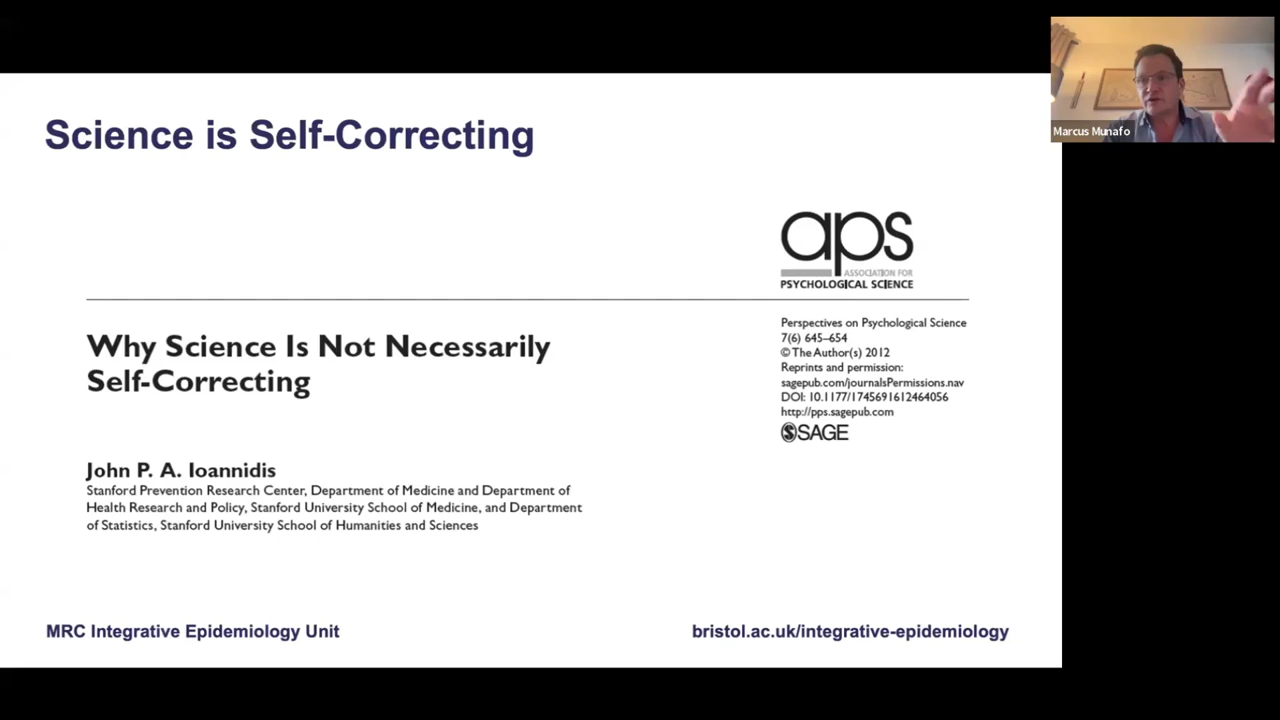 Science is Self-Correcting
Marcus Munafo
aps
ASSOCIATION FOR
PSYCHOLOGICAL SCIENCE
Why Science Is Not Necessarily
Self-Correcting
Perspectives on Psychological Science
7(6) 645–654
© The Author(s) 2012
Reprints and permission:
sagepub.com/journalsPermissions.nav
DOI: 10.1177/1745691612464056
http://pps.sagepub.com
SAGE
John P. A. Ioannidis
Stanford Prevention Research Center, Department of Medicine and Department of
Health Research and Policy, Stanford University School of Medicine, and Department
of Statistics, Stanford University School of Humanities and Sciences
MRC Integrative Epidemiology Unit
bristol.ac.uk/integrative-epidemiology